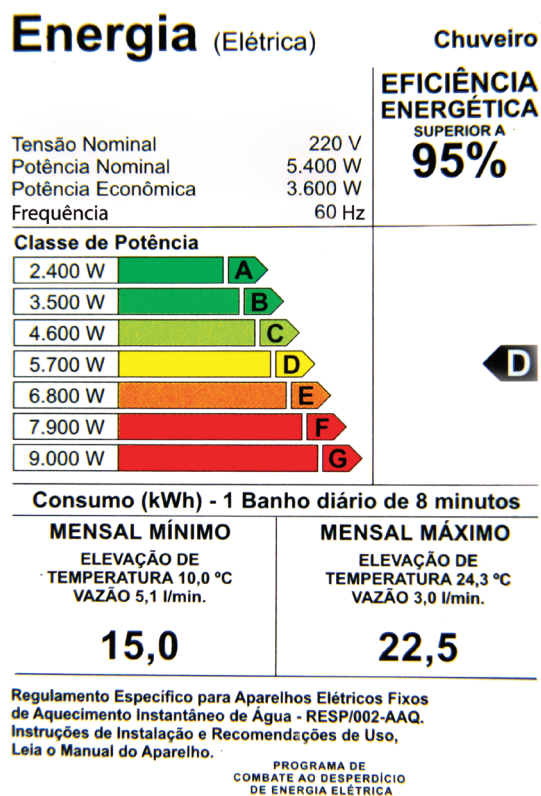 Energia (Elétrica)
Chuveiro
EFICIÊNCIA
ENERGÉTICA
SUPERIOR A
95%
Tensão Nominal 220 V
Potência Nominal 5.400 W
Potência Econômica 3.600 W
Frequência 60 Hz
Classe de Potência
2.400 W A
3.500 W B
4.600 W C
5.700 W D
D
6.800 W E
7.900 W F
9.000 W G
Consumo (kWh) - 1 Banho diário de 8 minutos
MENSAL MÍNIMO
ELEVAÇÃO DE
TEMPERATURA 10,0 ºC
VAZÃO 5,1 l/min.
15,0
MENSAL MÁXIMO
ELEVAÇÃO DE
TEMPERATURA 24,3 ºC
VAZÃO 3,0 l/min.
22,5
Regulamento Específico para Aparelhos Elétricos Fixos
de Aquecimento Instantâneo de Água - RESP/002-AAQ.
Instruções de Instalação e Recomendações de Uso,
Leia o Manual do Aparelho.
PROGRAMA DE
COMBATE AO DESPERDÍCIO
DE ENERGIA ELÉTRICA